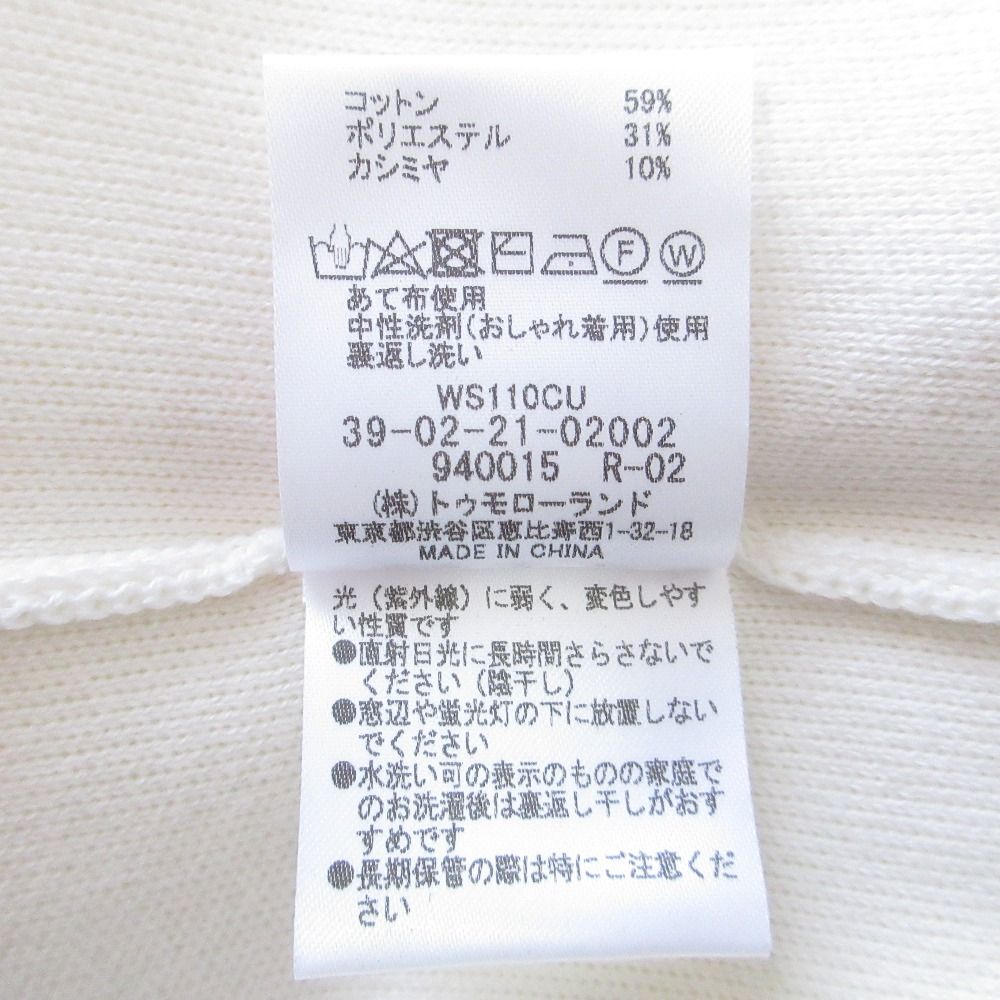 コットン 59%
ポリエステル 31%
カシミヤ 10%
F W
あて布使用
中性洗剤(おしゃれ着用)使用
裏返し洗い
WS110CU
39-02-21-02002
940015 R-02
(株)トゥモローランド
東京都渋谷区恵比寿西1-32-18
MADE IN CHINA
光(紫外線)に弱く、変色しやす
い性質です
●直射日光に長時間さらさないで
ください(陰干し)
●窓辺や蛍光灯の下に放置しない
でください
●水洗い可の表示のものの家庭で
のお洗濯後は裏返し干しがおす
すめです
●長期保管の際は特にご注意くだ
さい